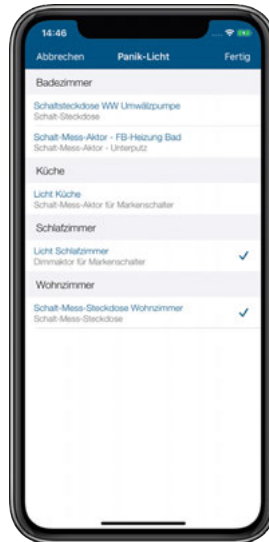 14:46
Abbrechen Panik-Licht Fertig
Badezimmer
Schaltsteckdose WW Umwälzpumpe
Schalt-Steckdose
Schalt-Mess-Aktor - FB-Heizung Bad
Schalt-Mess-Aktor - Unterputz
Küche
Licht Küche
Schalt-Mess-Aktor für Markenschalter
Schlafzimmer
Licht Schlafzimmer
Dimmaktor für Markenschalter
Wohnzimmer
Schalt-Mess-Steckdose Wohnzimmer
Schalt-Mess-Steckdose